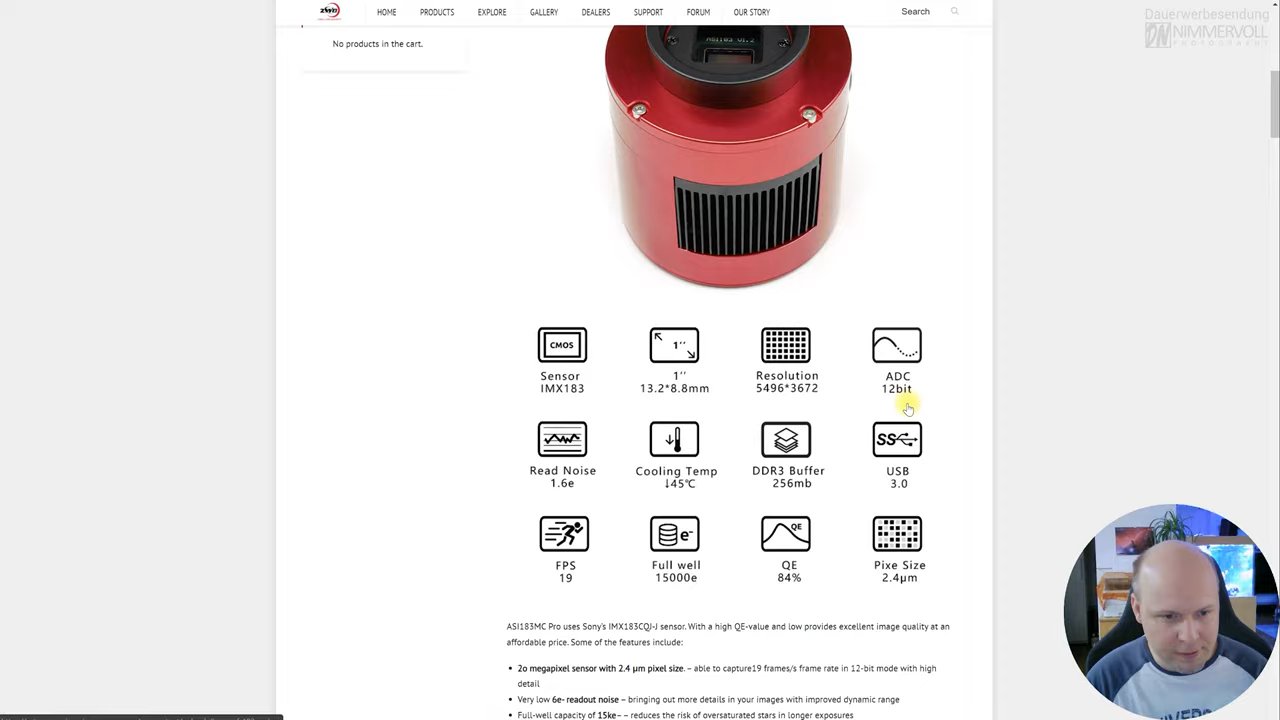 ZWO
HOME
PRODUCTS
EXPLORE
GALLERY
DEALERS
SUPPORT
FORUM
OUR STORY
Search
Dauerwerbesendung
NIMMERVOLL
PHOTOGRAPHY
No products in the cart.
CMOS
Sensor
IMX183
1''
1''
13.2*8.8mm
Resolution
5496*3672
ADC
12bit
Read Noise
1.6e
Cooling Temp
↓45℃
DDR3 Buffer
256mb
SS
USB
3.0
FPS
19
e-
Full well
15000e
QE
QE
84%
Pixe Size
2.4μm
ASI183MC Pro uses Sony's IMX183CQJ-J sensor. With a high QE-value and low provides excellent image quality at an
affordable price. Some of the features include:
• 2o megapixel sensor with 2.4 μm pixel size. – able to capture19 frames/s frame rate in 12-bit mode with high
detail
• Very low 6e- readout noise – bringing out more details in your images with improved dynamic range
• Full-well capacity of 15ke– – reduces the risk of oversaturated stars in longer exposures